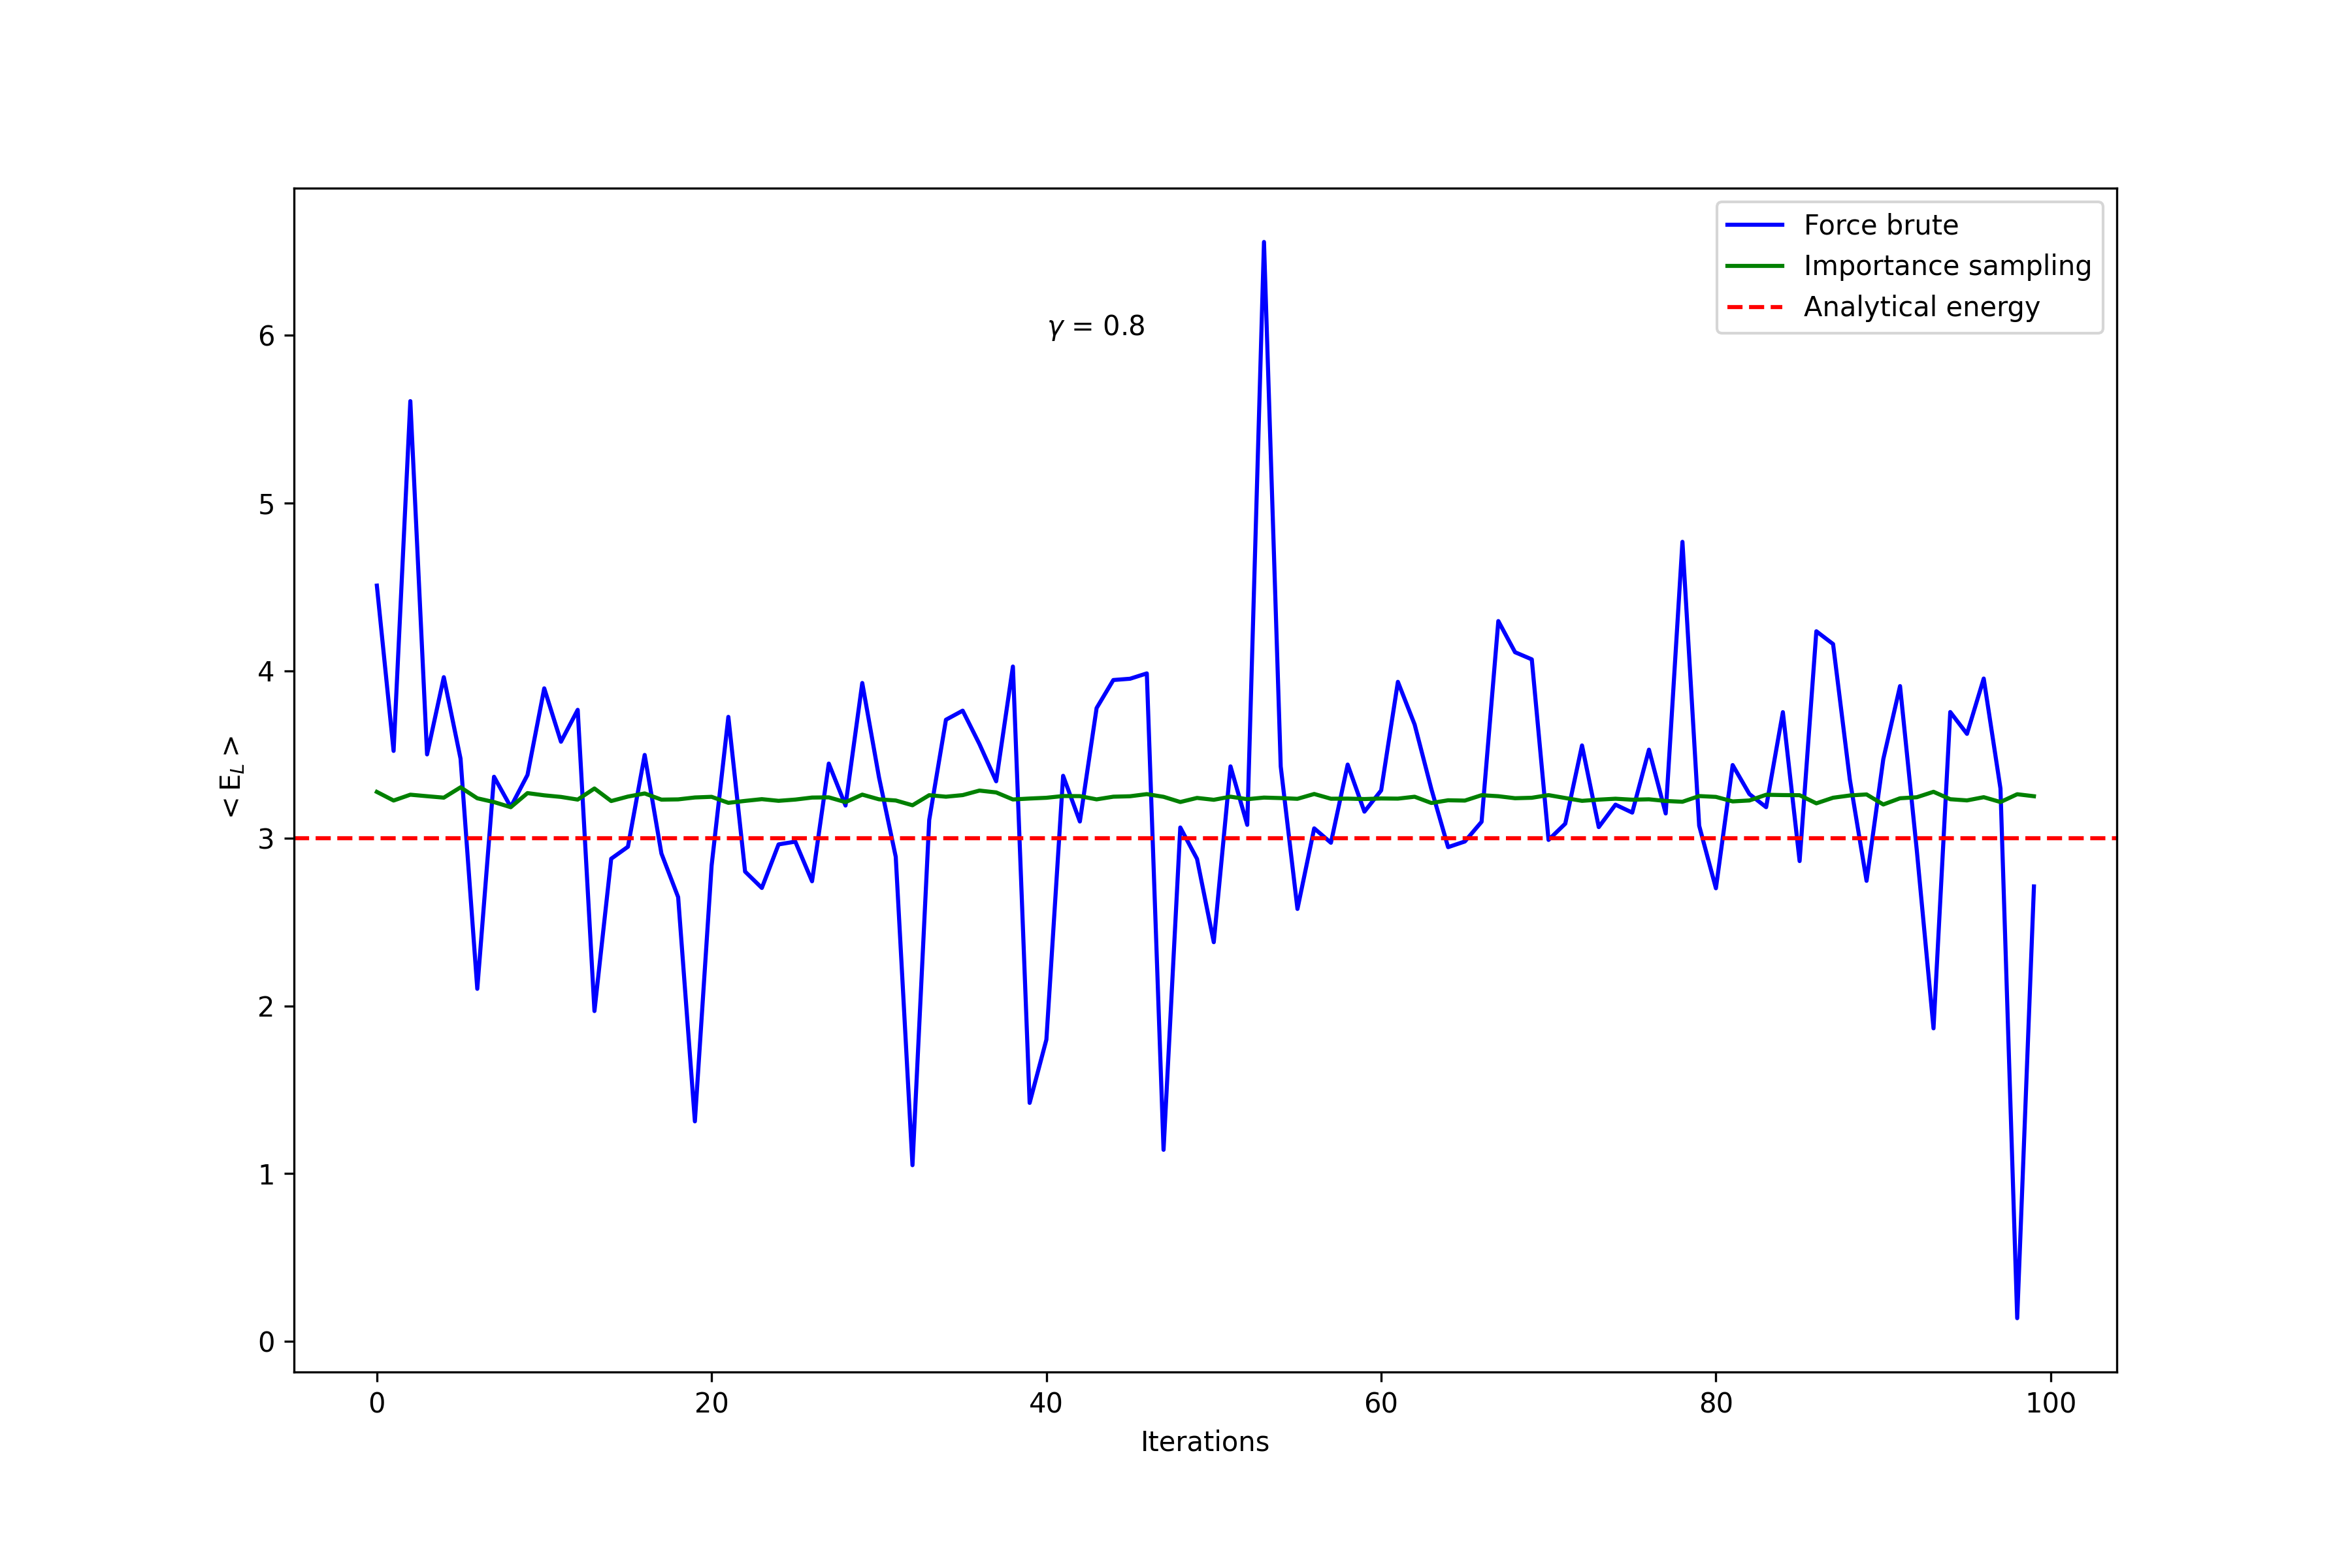 Force brute
Importance sampling
Analytical energy
γ = 0.8
6
5
4
3
2
1
0
< E_L >
0 20 40 60 80 100
Iterations